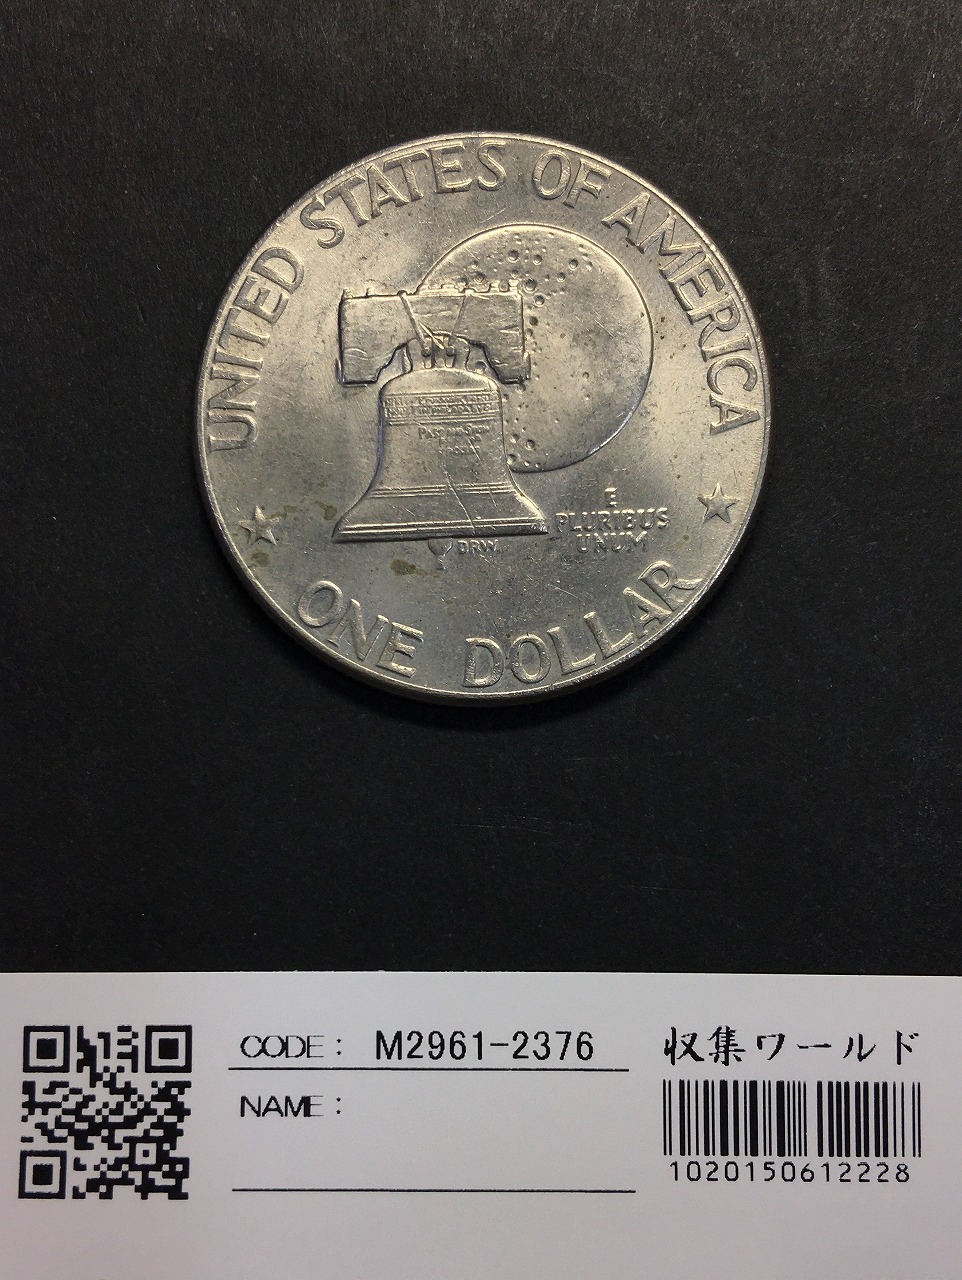 UNITED STATES OF AMERICA
E
PLURIBUS
UNUM
DRW.
ONE DOLLAR
CODE: M2961-2376
NAME:
収集ワールド
1020150612228